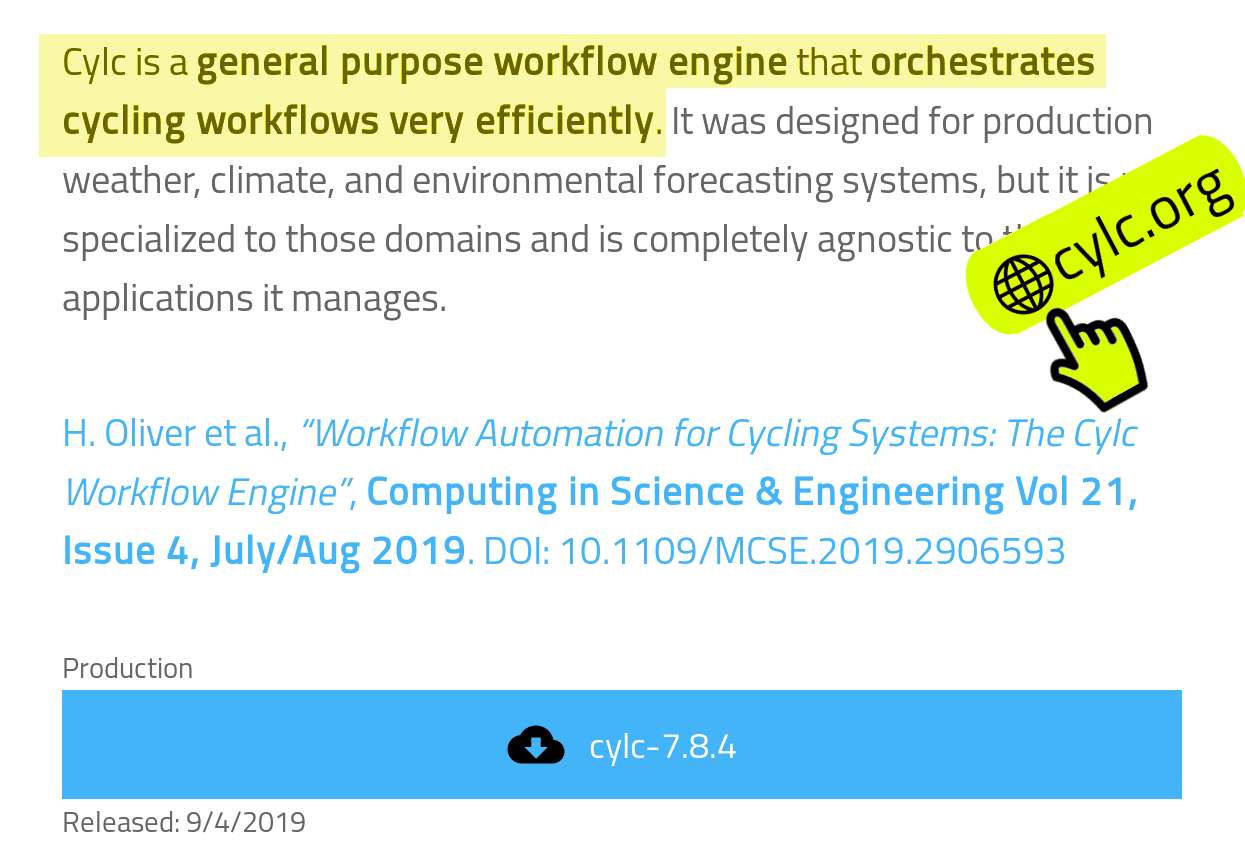 Cylc is a general purpose workflow engine that orchestrates
cycling workflows very efficiently. It was designed for production
weather, climate, and environmental forecasting systems, but it is
specialized to those domains and is completely agnostic to
applications it manages.
cylc.org
H. Oliver et al., “Workflow Automation for Cycling Systems: The Cylc
Workflow Engine”, Computing in Science & Engineering Vol 21,
Issue 4, July/Aug 2019. DOI: 10.1109/MCSE.2019.2906593
Production
cylc-7.8.4
Released: 9/4/2019